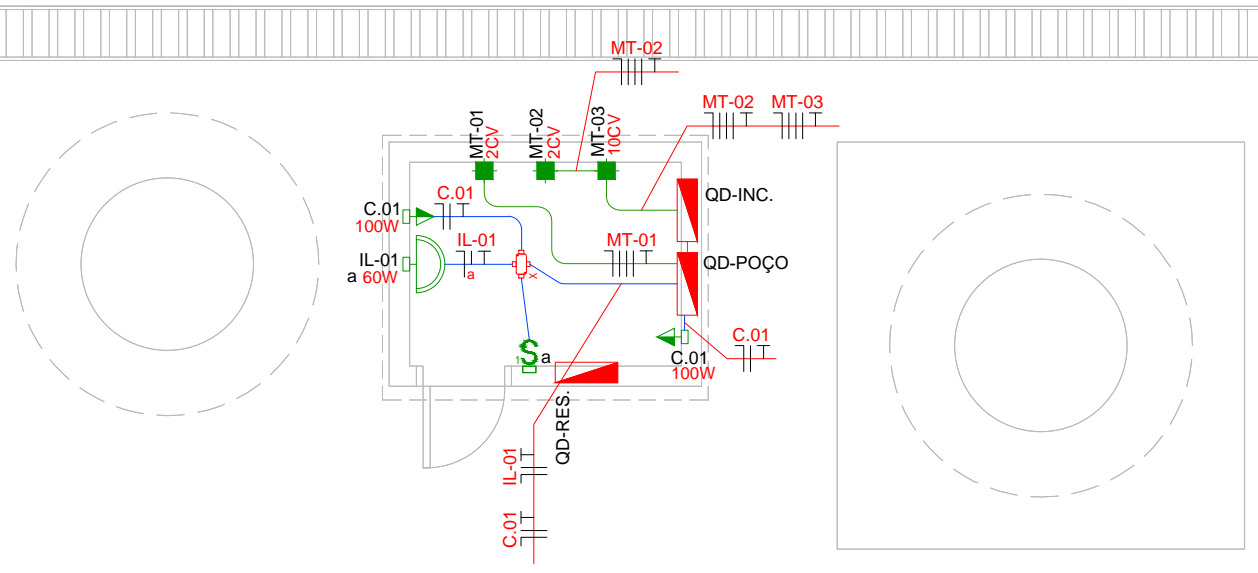 MT-02
MT-02 MT-03
MT-01
2CV
MT-02
2CV
MT-03
10CV
C.01
100W
C.01
QD-INC.
IL-01
a 60W
IL-01
a
x
MT-01
QD-POÇO
1 S a
C.01
100W
C.01
QD-RES.
IL-01
C.01